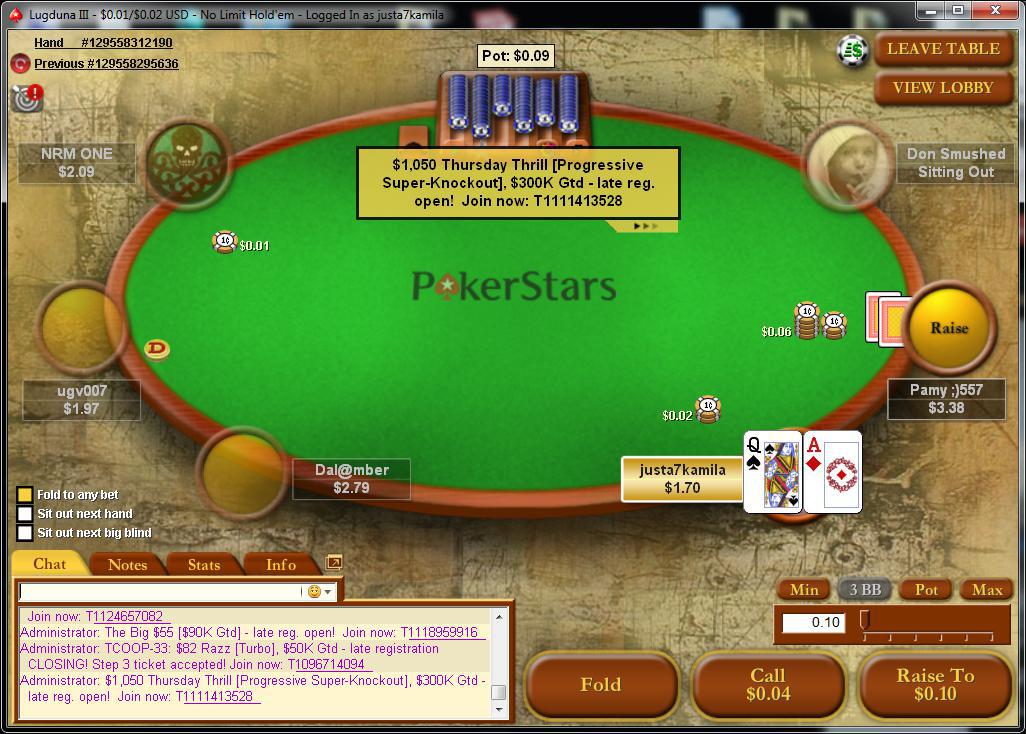 Lugduna III - $0.01/$0.02 USD - No Limit Hold'em - Logged In as justa7kamila
Hand #129558312190
Previous #129558295636
Pot: $0.09
LEAVE TABLE
VIEW LOBBY
NRM ONE
$2.09
$1,050 Thursday Thrill [Progressive
Super-Knockout], $300K Gtd - late reg.
open! Join now: T1111413528
Don Smushed
Sitting Out
1¢
$0.01
PokerStars
1¢
1¢
$0.06
Raise
D
ugv007
$1.97
Pamy ;)557
$3.38
1¢
$0.02
Dal@mber
$2.79
justa7kamila
$1.70
Q
A
Fold to any bet
Sit out next hand
Sit out next big blind
Chat Notes Stats Info
Join now: T1124657082
Administrator: The Big $55 [$90K Gtd] - late reg. open! Join now: T1118959916
Administrator: TCOOP-33: $82 Razz [Turbo], $50K Gtd - late registration
CLOSING! Step 3 ticket accepted! Join now: T1096714094
Administrator: $1,050 Thursday Thrill [Progressive Super-Knockout], $300K Gtd -
late reg. open! Join now: T1111413528
Min 3 BB Pot Max
0.10
Fold
Call
$0.04
Raise To
$0.10